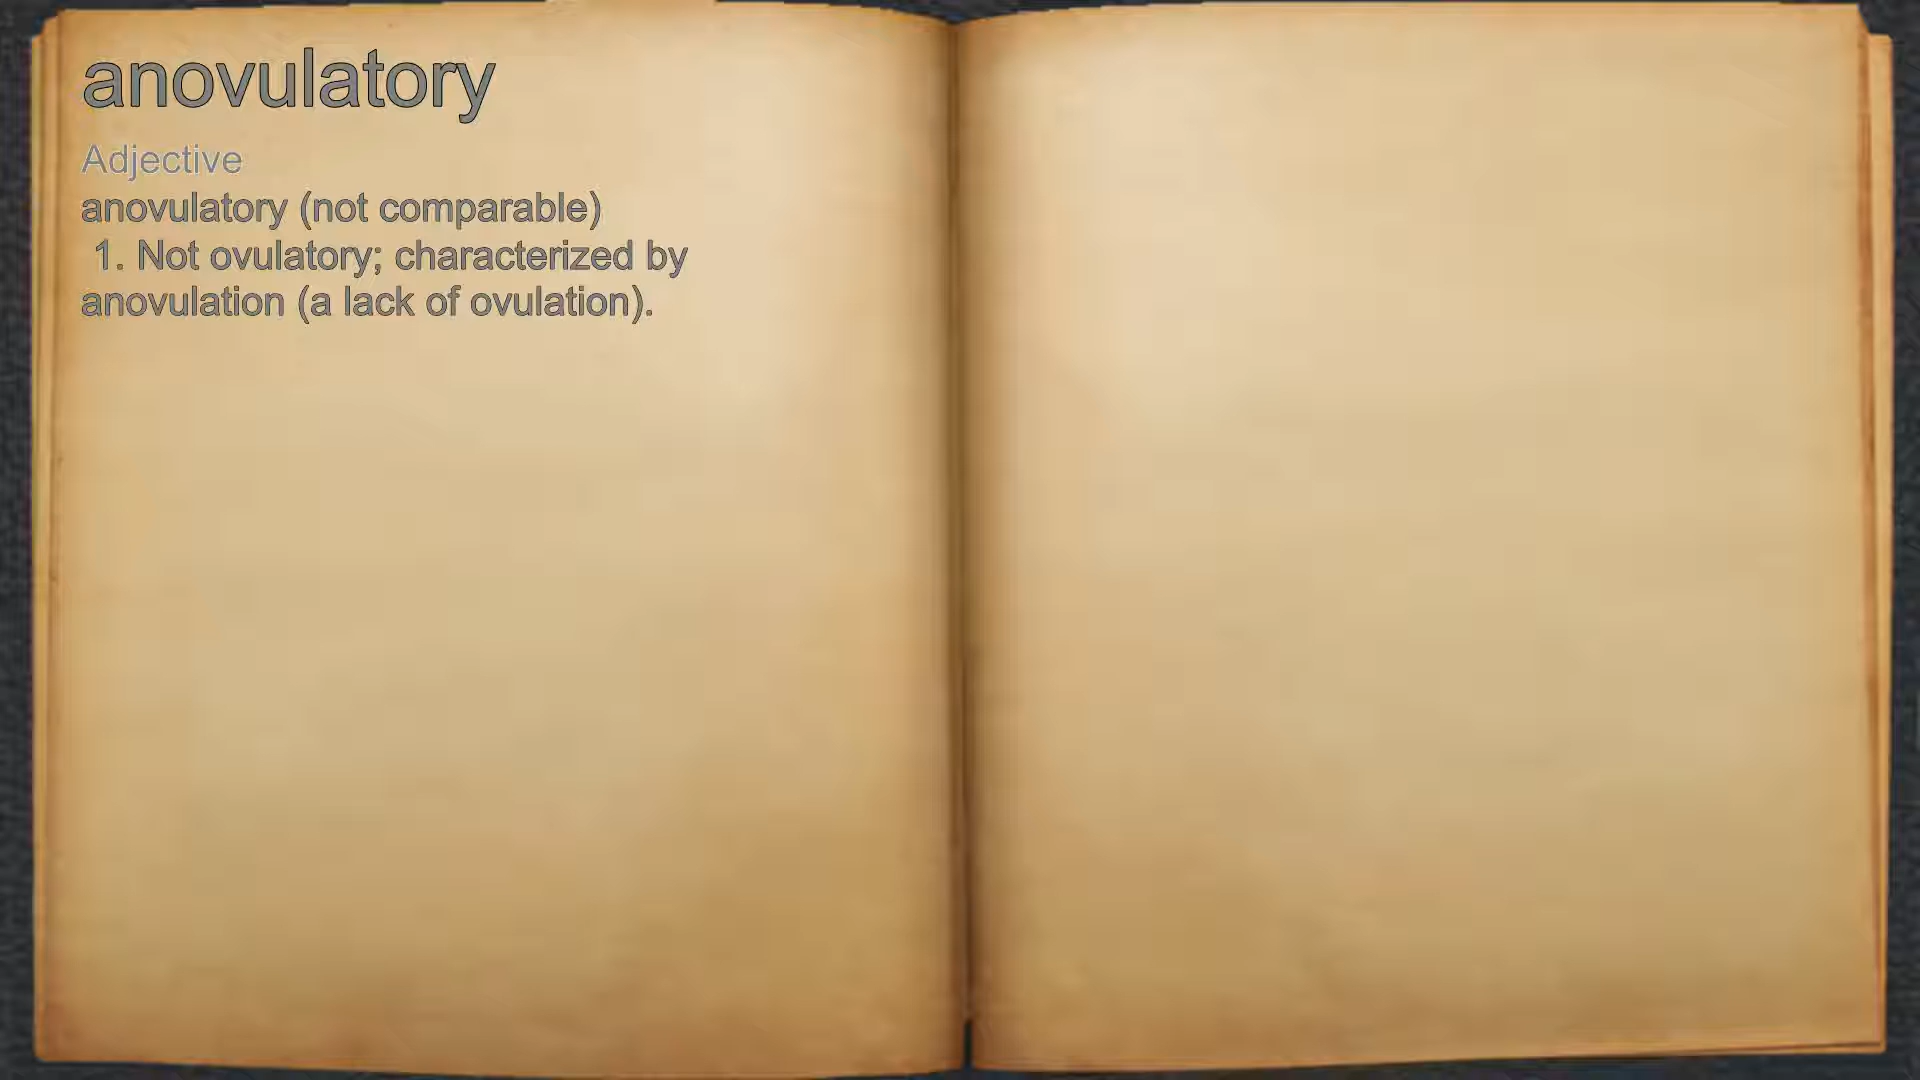 anovulatory
Adjective
anovulatory (not comparable)
1. Not ovulatory; characterized by
anovulation (a lack of ovulation).